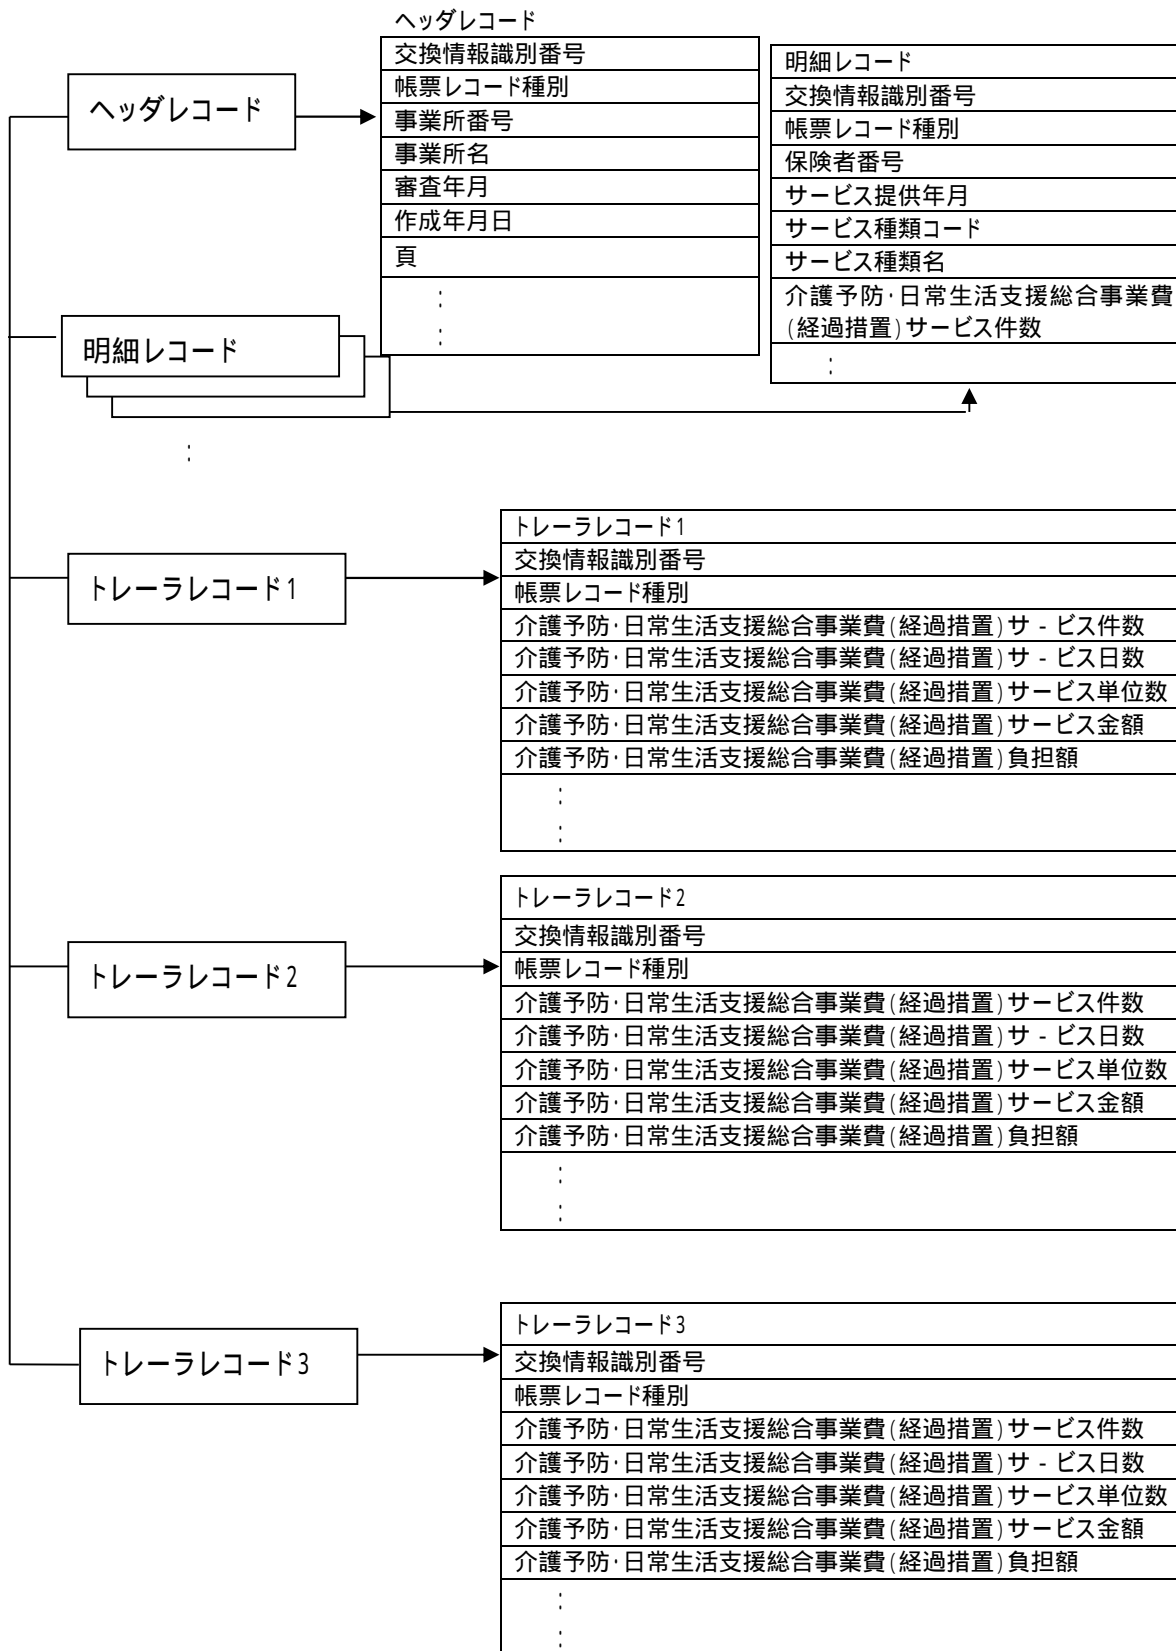 ヘッダレコード
ヘッダレコード
交換情報識別番号
帳票レコード種別
事業所番号
事業所名
審査年月
作成年月日
頁
:
:
明細レコード
明細レコード
交換情報識別番号
帳票レコード種別
保険者番号
サービス提供年月
サービス種類コード
サービス種類名
介護予防・日常生活支援総合事業費
(経過措置)サービス件数
:
:
トレーラレコード1
トレーラレコード1
交換情報識別番号
帳票レコード種別
介護予防・日常生活支援総合事業費(経過措置)サ-ビス件数
介護予防・日常生活支援総合事業費(経過措置)サ-ビス日数
介護予防・日常生活支援総合事業費(経過措置)サービス単位数
介護予防・日常生活支援総合事業費(経過措置)サービス金額
介護予防・日常生活支援総合事業費(経過措置)負担額
:
:
トレーラレコード2
トレーラレコード2
交換情報識別番号
帳票レコード種別
介護予防・日常生活支援総合事業費(経過措置)サービス件数
介護予防・日常生活支援総合事業費(経過措置)サ-ビス日数
介護予防・日常生活支援総合事業費(経過措置)サービス単位数
介護予防・日常生活支援総合事業費(経過措置)サービス金額
介護予防・日常生活支援総合事業費(経過措置)負担額
:
:
トレーラレコード3
トレーラレコード3
交換情報識別番号
帳票レコード種別
介護予防・日常生活支援総合事業費(経過措置)サービス件数
介護予防・日常生活支援総合事業費(経過措置)サ-ビス日数
介護予防・日常生活支援総合事業費(経過措置)サービス単位数
介護予防・日常生活支援総合事業費(経過措置)サービス金額
介護予防・日常生活支援総合事業費(経過措置)負担額
:
: